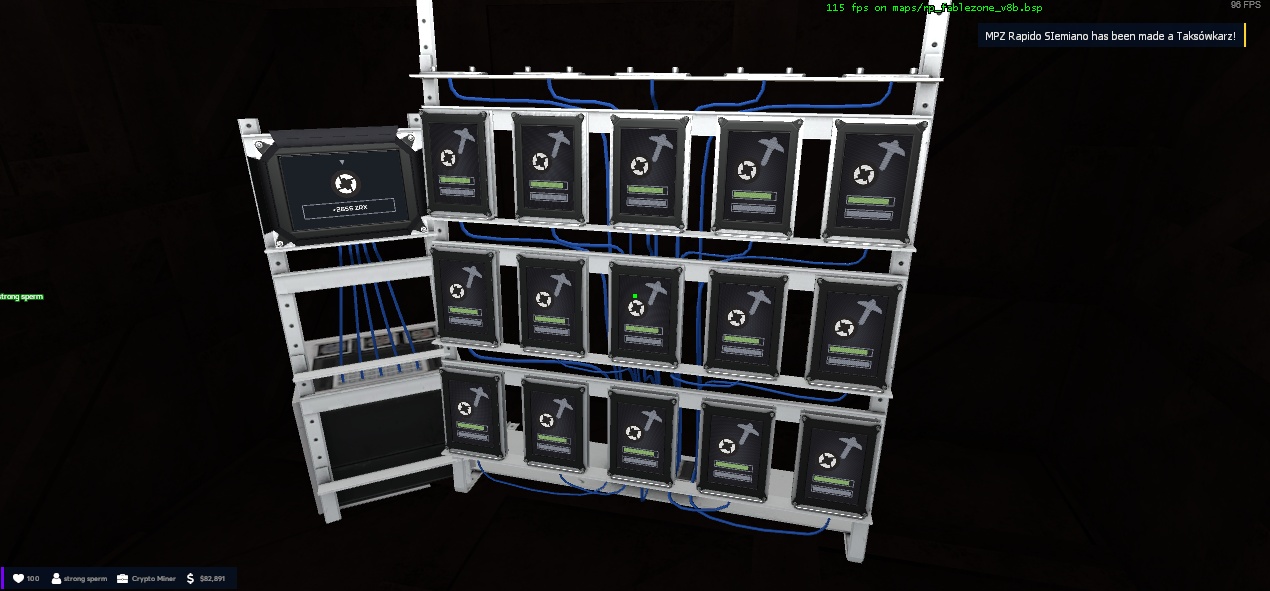 115 fps on maps/rp_fablezone_v8b.bsp
96 FPS
MPZ Rapido SIemiano has been made a Taksówkarz!
+2655 ZRX
strong sperm
100
strong sperm
Crypto Miner
$82,891